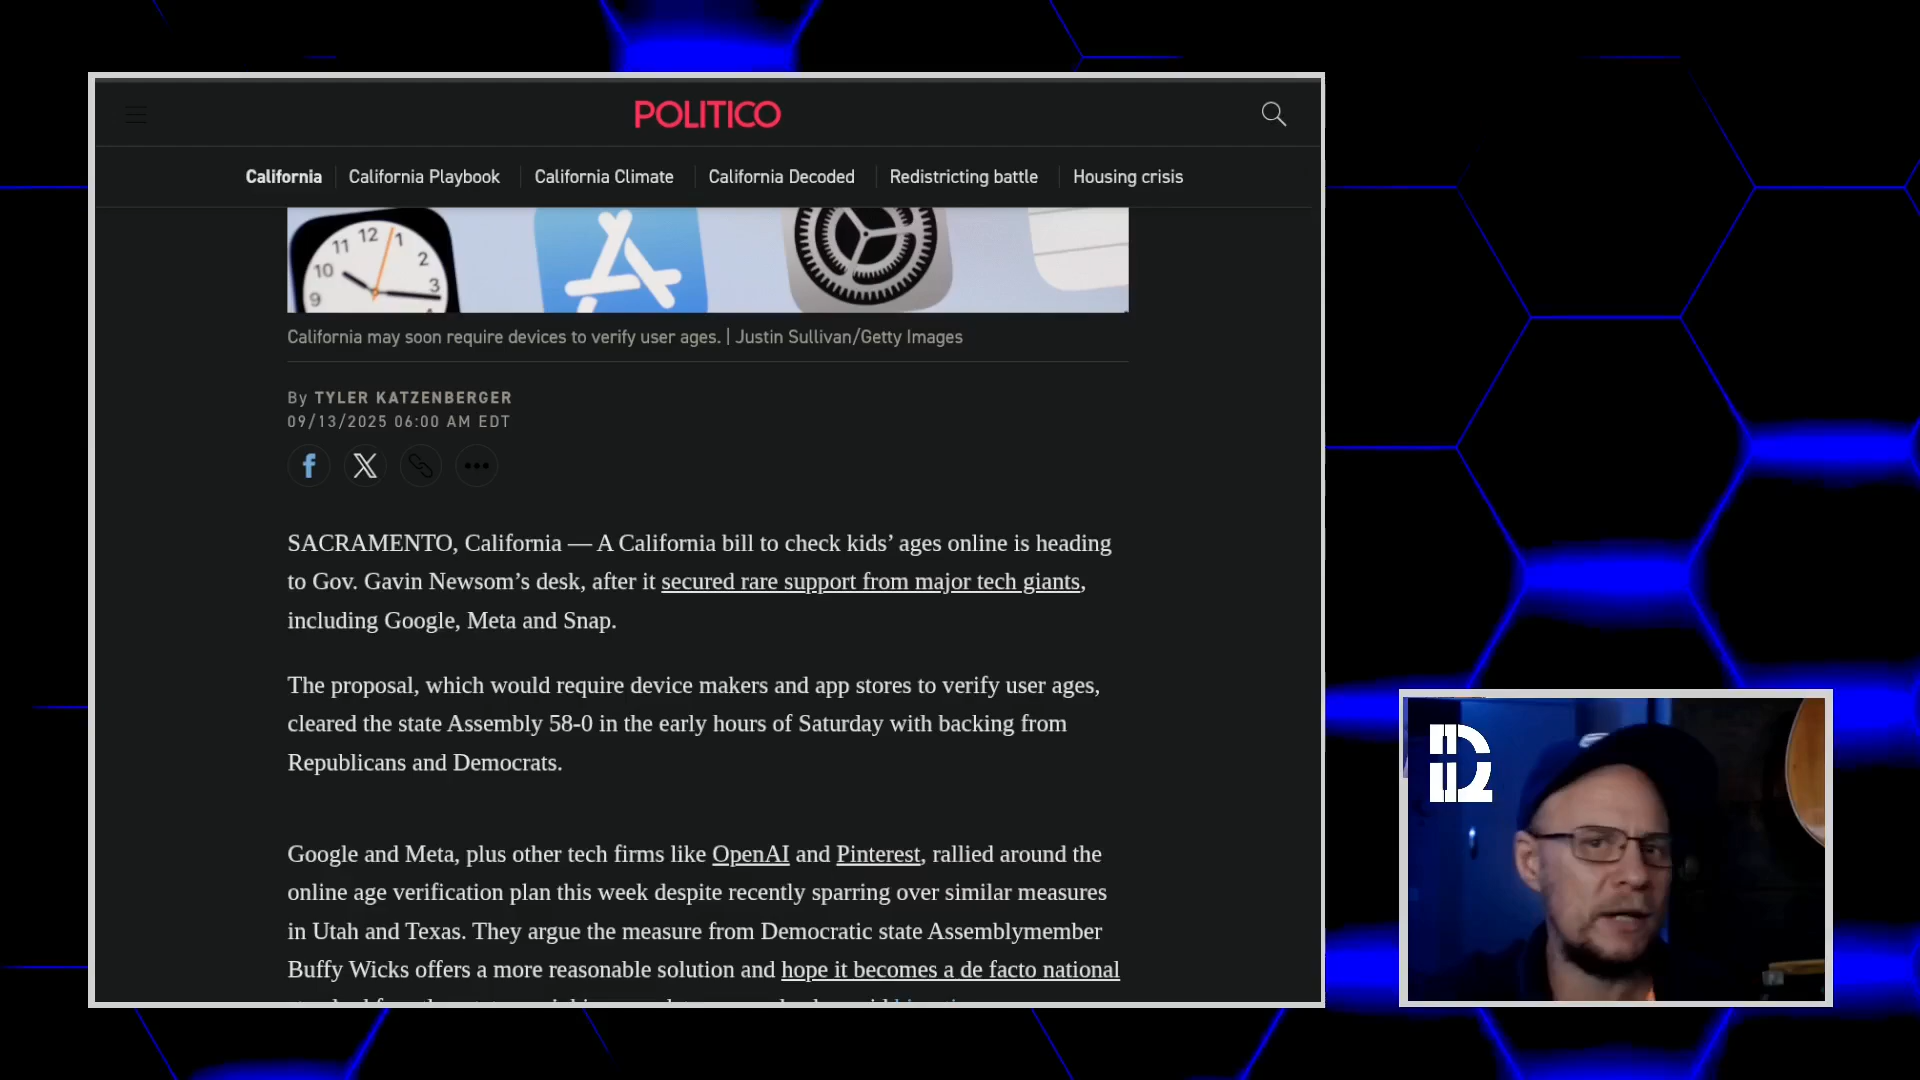 POLITICO
California
California Playbook
California Climate
California Decoded
Redistricting battle
Housing crisis
12
1
11
2
10
3
9
California may soon require devices to verify user ages. | Justin Sullivan/Getty Images
By TYLER KATZENBERGER
09/13/2025 06:00 AM EDT
SACRAMENTO, California — A California bill to check kids’ ages online is heading
to Gov. Gavin Newsom’s desk, after it secured rare support from major tech giants,
including Google, Meta and Snap.
The proposal, which would require device makers and app stores to verify user ages,
cleared the state Assembly 58-0 in the early hours of Saturday with backing from
Republicans and Democrats.
Google and Meta, plus other tech firms like OpenAI and Pinterest, rallied around the
online age verification plan this week despite recently sparring over similar measures
in Utah and Texas. They argue the measure from Democratic state Assemblymember
Buffy Wicks offers a more reasonable solution and hope it becomes a de facto national